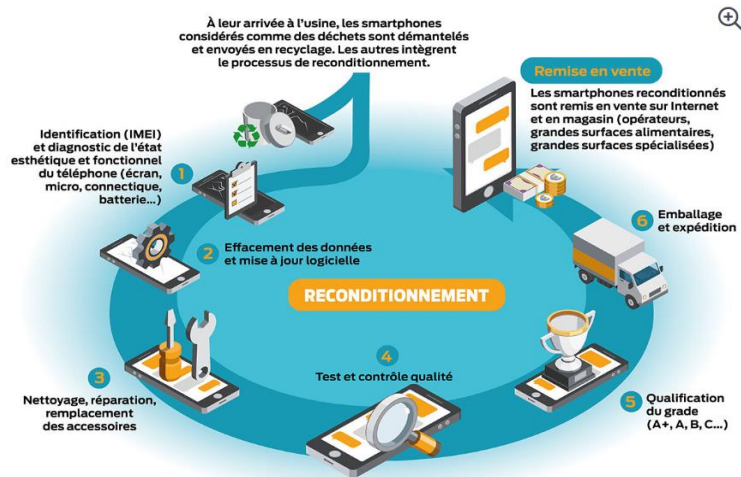 À leur arrivée à l'usine, les smartphones
considérés comme des déchets sont démantelés
et envoyés en recyclage. Les autres intègrent
le processus de reconditionnement.
Remise en vente
Les smartphones reconditionnés
sont remis en vente sur Internet
et en magasin (opérateurs,
grandes surfaces alimentaires,
grandes surfaces spécialisées)
Identification (IMEI)
et diagnostic de l'état
esthétique et fonctionnel
du téléphone (écran,
micro, connectique,
batterie...)
1
2
Effacement des données
et mise à jour logicielle
RECONDITIONNEMENT
3
Nettoyage, réparation,
remplacement
des accessoires
4
Test et contrôle qualité
5
Qualification
du grade
(A+, A, B, C...)
6
Emballage
et expédition